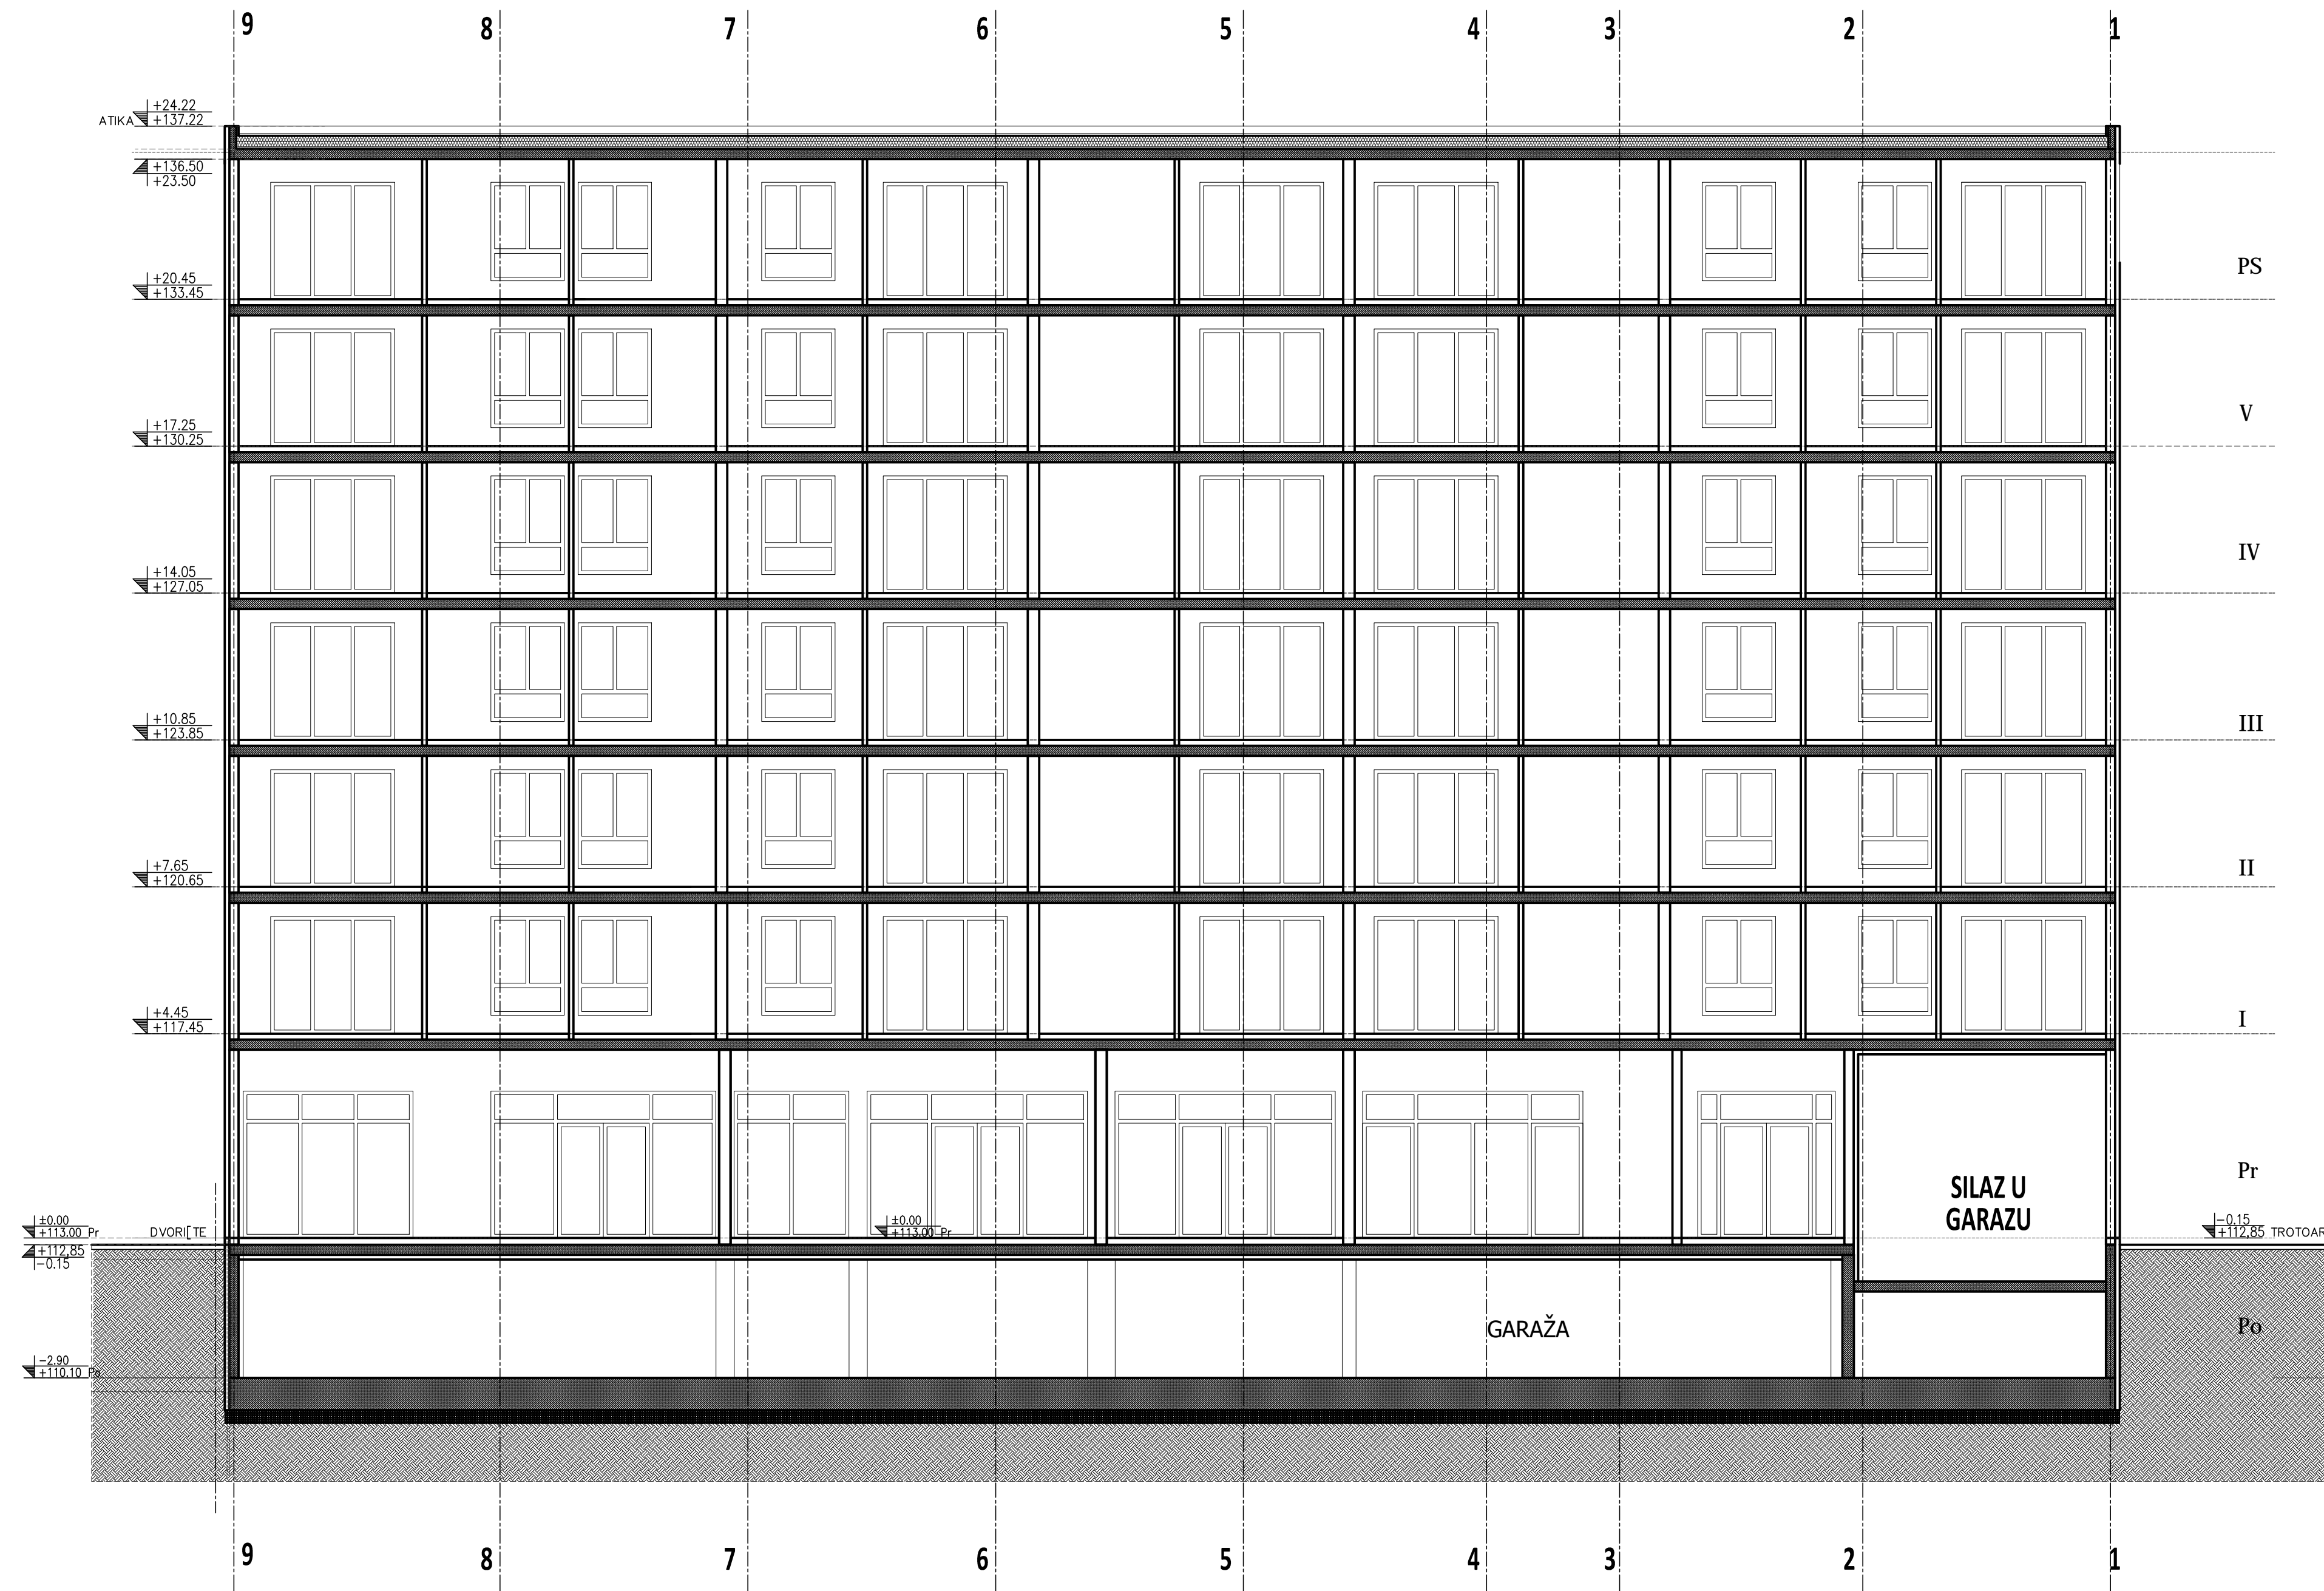 9 8 7 6 5 4 3 2 1
+24.22
ATIKA +137.22
+136.50
+23.50
PS
+20.45
+133.45
V
+17.25
+130.25
IV
+14.05
+127.05
III
+10.85
+123.85
II
+7.65
+120.65
I
+4.45
+117.45
Pr
SILAZ U
GARAZU
±0.00
+113.00 Pr
DVORI[TE
±0.00
+113.00 Pr
-0.15
+112.85 TROTOAR
+112.85
-0.15
GARAŽA
Po
-2.90
+110.10 Po
9 8 7 6 5 4 3 2 1